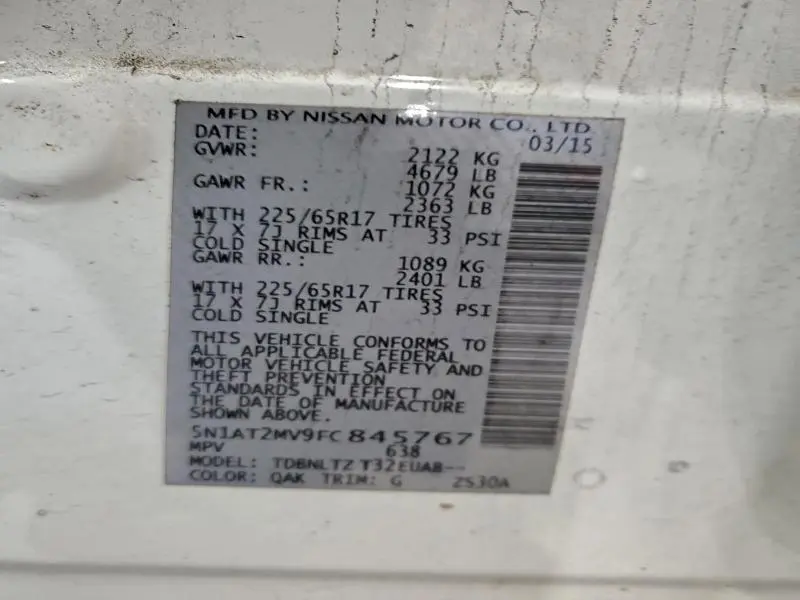 MFD BY NISSAN MOTOR CO., LTD
DATE: 03/15
GVWR: 2122 KG
4679 LB
GAWR FR.: 1072 KG
2363 LB
WITH 225/65R17 TIRES
17 X 7J RIMS AT 33 PSI
COLD SINGLE
GAWR RR.: 1089 KG
2401 LB
WITH 225/65R17 TIRES
17 X 7J RIMS AT 33 PSI
COLD SINGLE
THIS VEHICLE CONFORMS TO
ALL APPLICABLE FEDERAL
MOTOR VEHICLE SAFETY AND
THEFT PREVENTION
STANDARDS IN EFFECT ON
THE DATE OF MANUFACTURE
SHOWN ABOVE.
5N1AT2MV9FC845767
MPV 638
MODEL: TDBNLTZ T32EUAB--
COLOR: QAK TRIM: G 2S30A